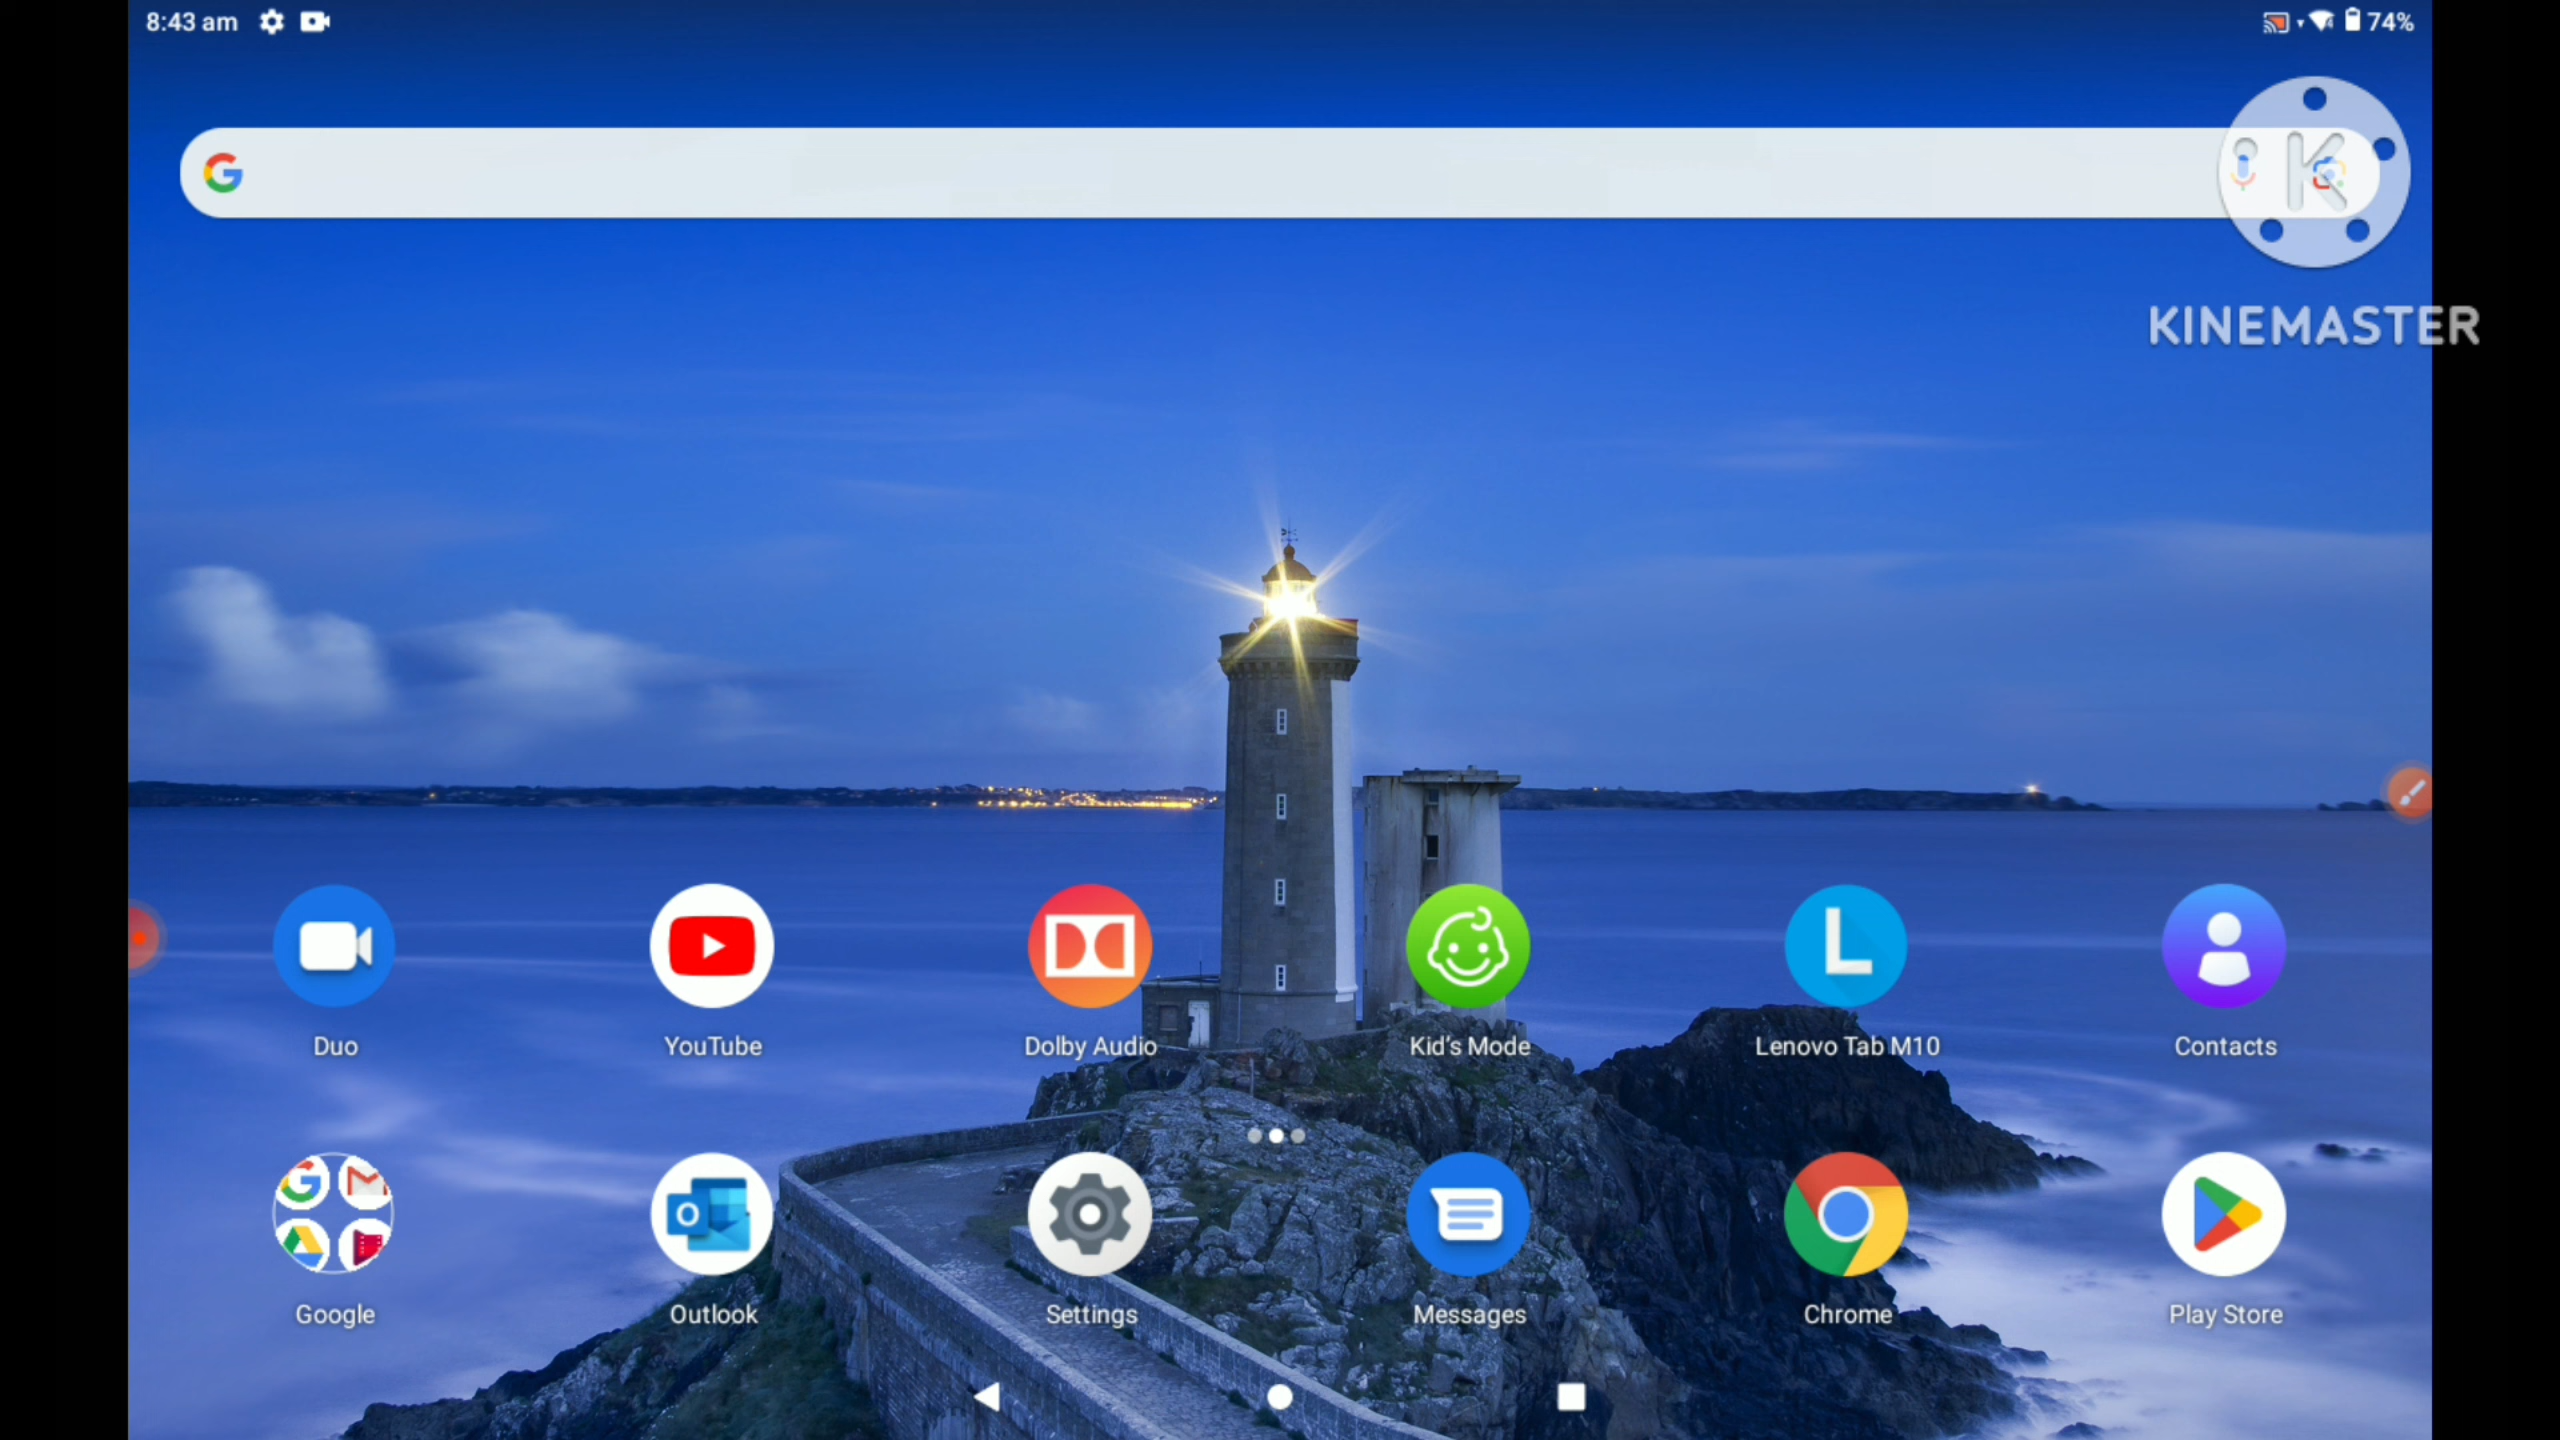 8:43 am
74%
KINEMASTER
Duo
YouTube
Dolby Audio
Kid's Mode
Lenovo Tab M10
Contacts
Google
Outlook
Settings
Messages
Chrome
Play Store